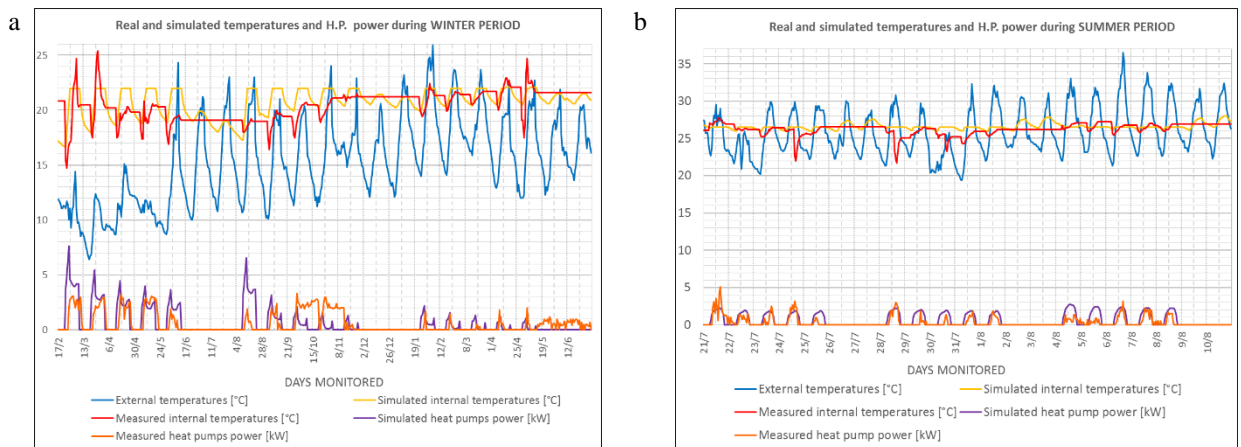 a
Real and simulated temperatures and H.P. power during WINTER PERIOD
25
20
15
10
5
0
17/2 13/3 6/4 30/4 24/5 17/6 11/7 4/8 28/8 21/9 15/10 8/11 2/12 26/12 19/1 12/2 8/3 1/4 25/4 19/5 12/6
DAYS MONITORED
External temperatures [°C] Simulated internal temperatures [°C]
Measured internal temperatures [°C] Simulated heat pumps power [kW]
Measured heat pumps power [kW]
b
Real and simulated temperatures and H.P. power during SUMMER PERIOD
35
30
25
20
15
10
5
0
21/7 22/7 23/7 24/7 25/7 26/7 27/7 28/7 29/7 30/7 31/7 1/8 2/8 3/8 4/8 5/8 6/8 7/8 8/8 9/8 10/8
DAYS MONITORED
External temperatures [°C] Simulated internal temperatures [°C]
Measured internal temperatures [°C] Simulated heat pump power [kW]
Measured heat pump power [kW]